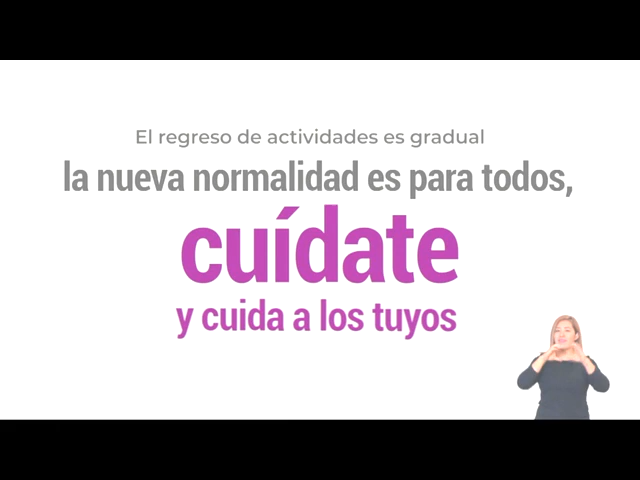 El regreso de actividades es gradual
la nueva normalidad es para todos,
cuídate
y cuida a los tuyos